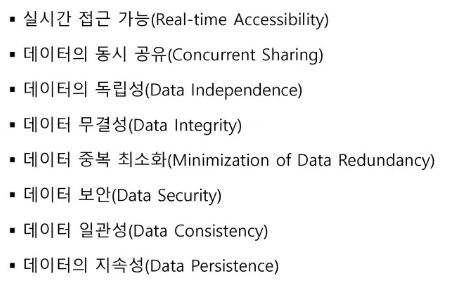 ▪ 실시간 접근 가능(Real-time Accessibility)
▪ 데이터의 동시 공유(Concurrent Sharing)
▪ 데이터의 독립성(Data Independence)
▪ 데이터 무결성(Data Integrity)
▪ 데이터 중복 최소화(Minimization of Data Redundancy)
▪ 데이터 보안(Data Security)
▪ 데이터 일관성(Data Consistency)
▪ 데이터의 지속성(Data Persistence)